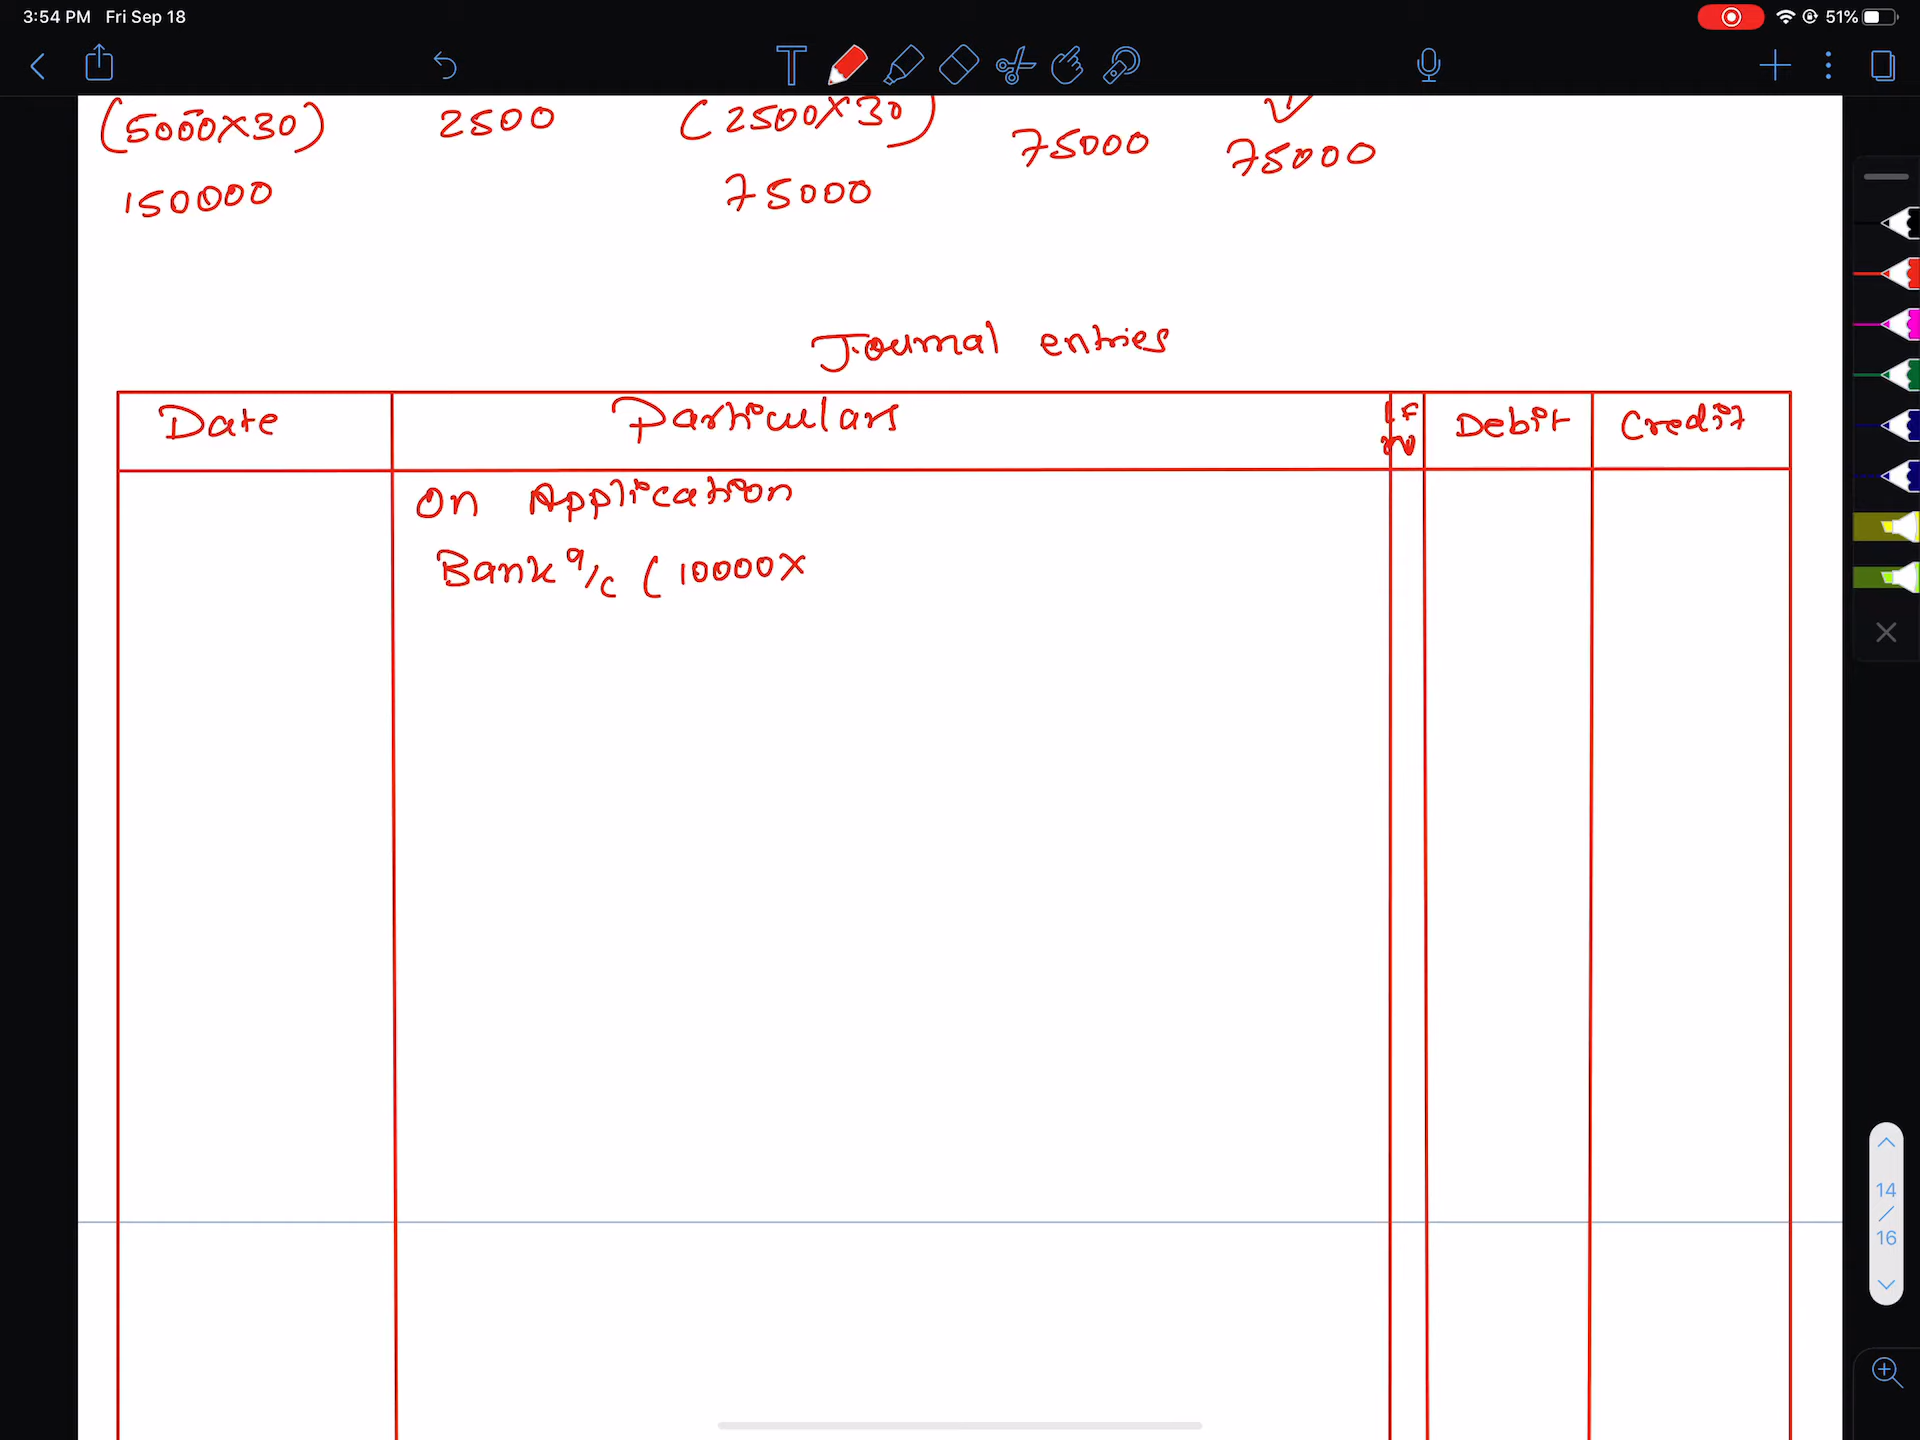 3:54 PM Fri Sep 18
51%
(5000X30) 2500 (2500X30) 75000 75000
150000 75000
Journal entries
Date Particulars LF no Debit Credit
On Application
Bank a/c (10000X
14
/
16